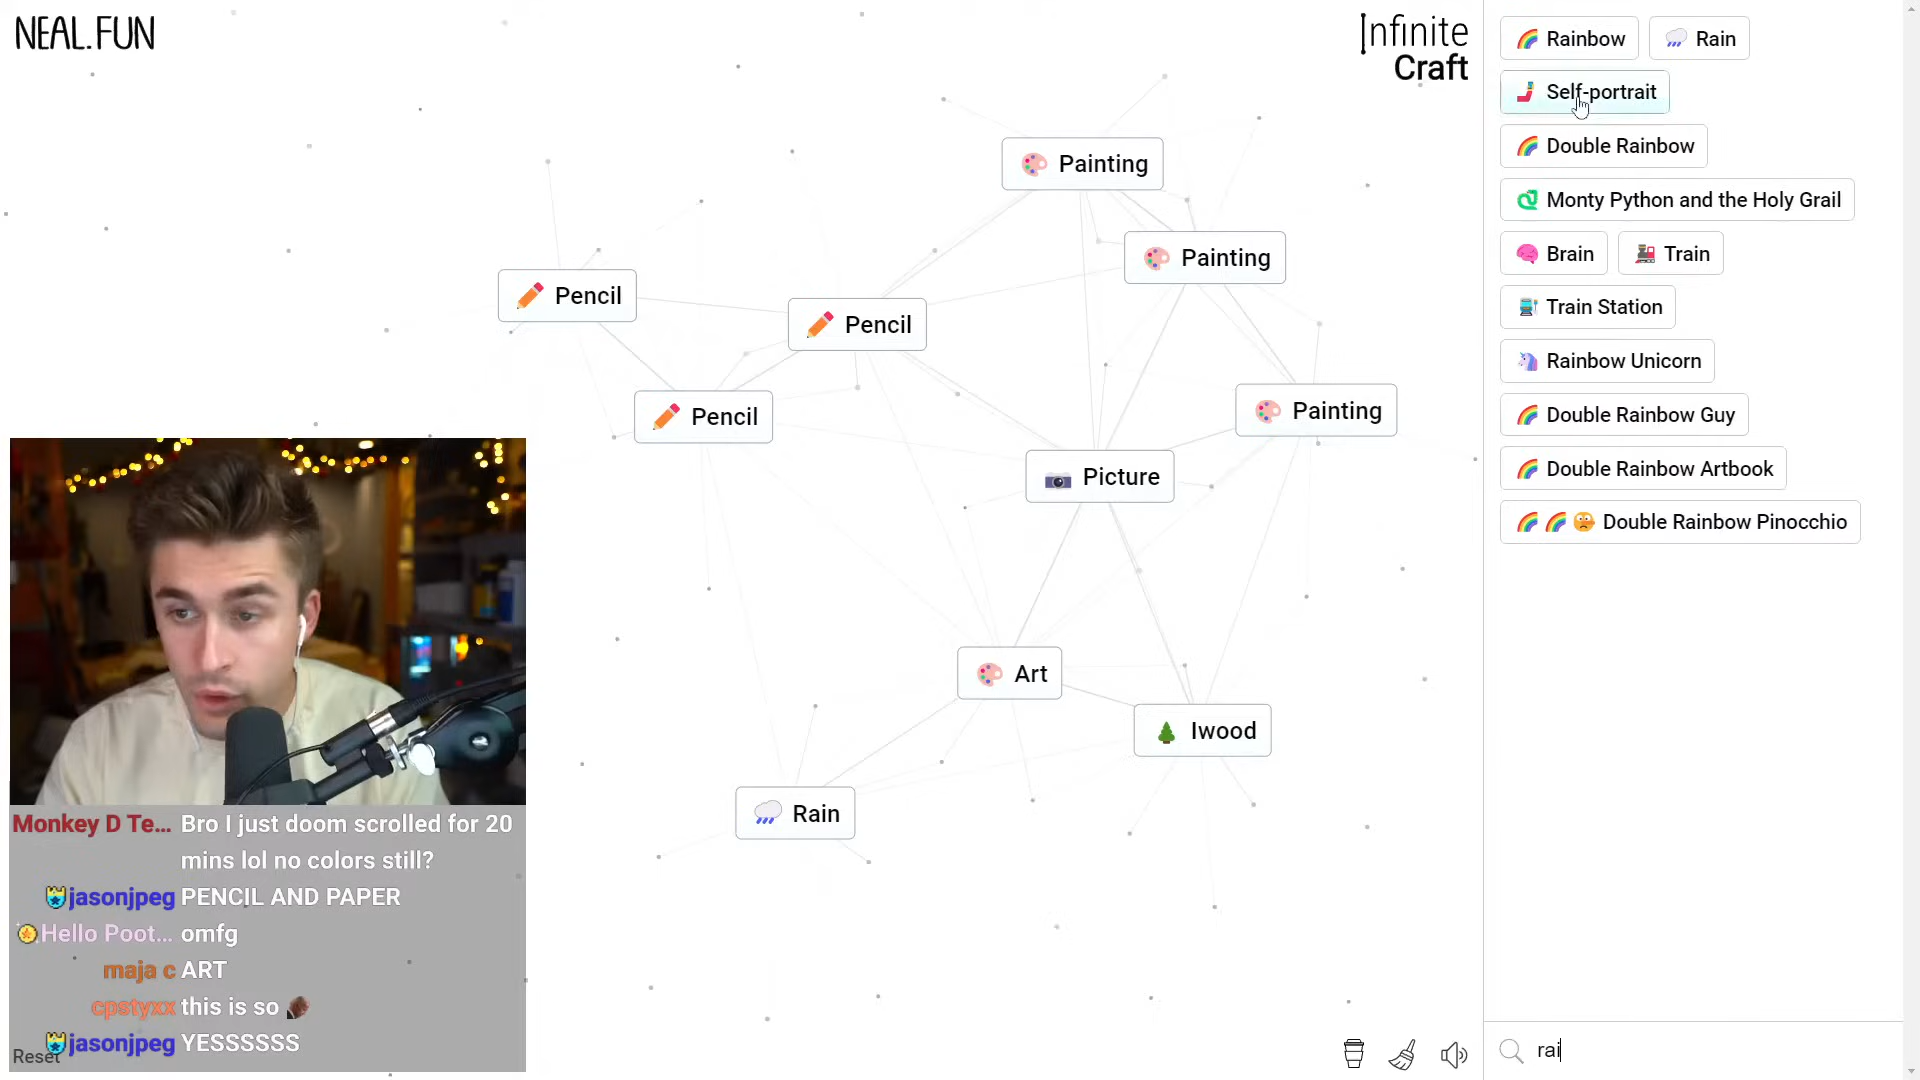 NEAL.FUN
Infinite
Craft
Painting
Painting
Pencil
Pencil
Painting
Pencil
Picture
Art
Iwood
Rain
Rainbow
Rain
Self-portrait
Double Rainbow
Monty Python and the Holy Grail
Brain
Train
Train Station
Rainbow Unicorn
Double Rainbow Guy
Double Rainbow Artbook
Double Rainbow Pinocchio
rai
Monkey D Te... Bro I just doom scrolled for 20
mins lol no colors still?
jasonjpeg PENCIL AND PAPER
Hello Poot... omfg
maja c ART
cpstyxx this is so
jasonjpeg YESSSSSS
Reset